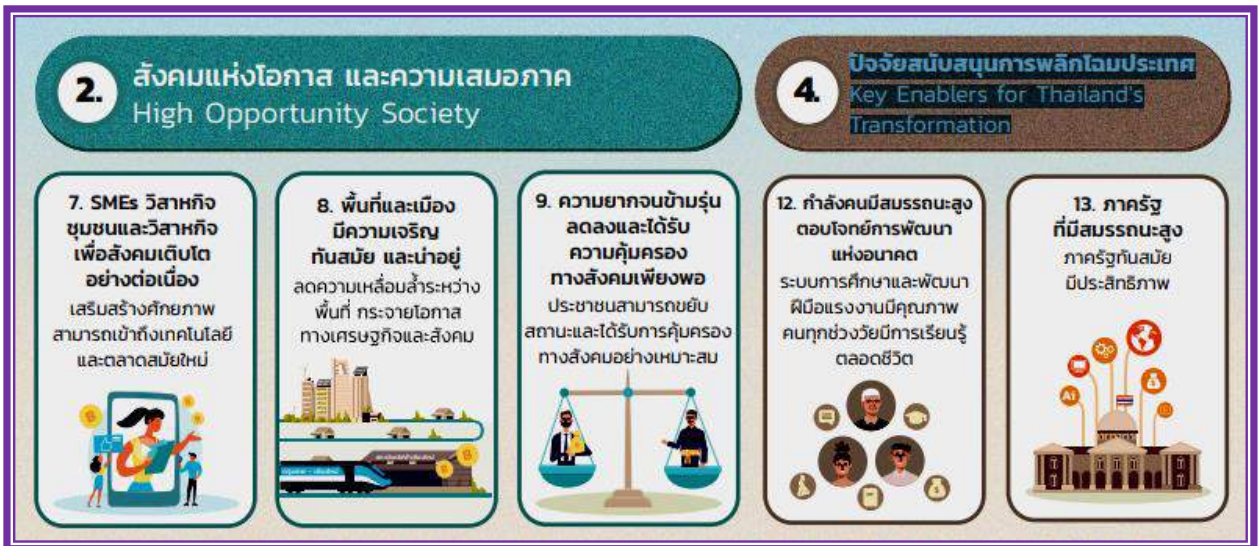 2.
สังคมแห่งโอกาส และความเสมอภาค
High Opportunity Society
4.
ปัจจัยสนับสนุนการพลิกโฉมประเทศ
Key Enablers for Thailand's
Transformation
7. SMEs วิสาหกิจ
ชุมชนและวิสาหกิจ
เพื่อสังคมเติบโต
อย่างต่อเนื่อง
เสริมสร้างศักยภาพ
สามารถเข้าถึงเทคโนโลยี
และตลาดสมัยใหม่
8. พื้นที่และเมือง
มีความเจริญ
ทันสมัย และน่าอยู่
ลดความเหลื่อมล้ำระหว่าง
พื้นที่ กระจายโอกาส
ทางเศรษฐกิจและสังคม
9. ความยากจนข้ามรุ่น
ลดลงและได้รับ
ความคุ้มครอง
ทางสังคมเพียงพอ
ประชาชนสามารถขยับ
สถานะและได้รับการคุ้มครอง
ทางสังคมอย่างเหมาะสม
12. กำลังคนมีสมรรถนะสูง
ตอบโจทย์การพัฒนา
แห่งอนาคต
ระบบการศึกษาและพัฒนา
ฝีมือแรงงานมีคุณภาพ
คนทุกช่วงวัยมีการเรียนรู้
ตลอดชีวิต
13. ภาครัฐ
ที่มีสมรรถนะสูง
ภาครัฐทันสมัย
มีประสิทธิภาพ
Ai